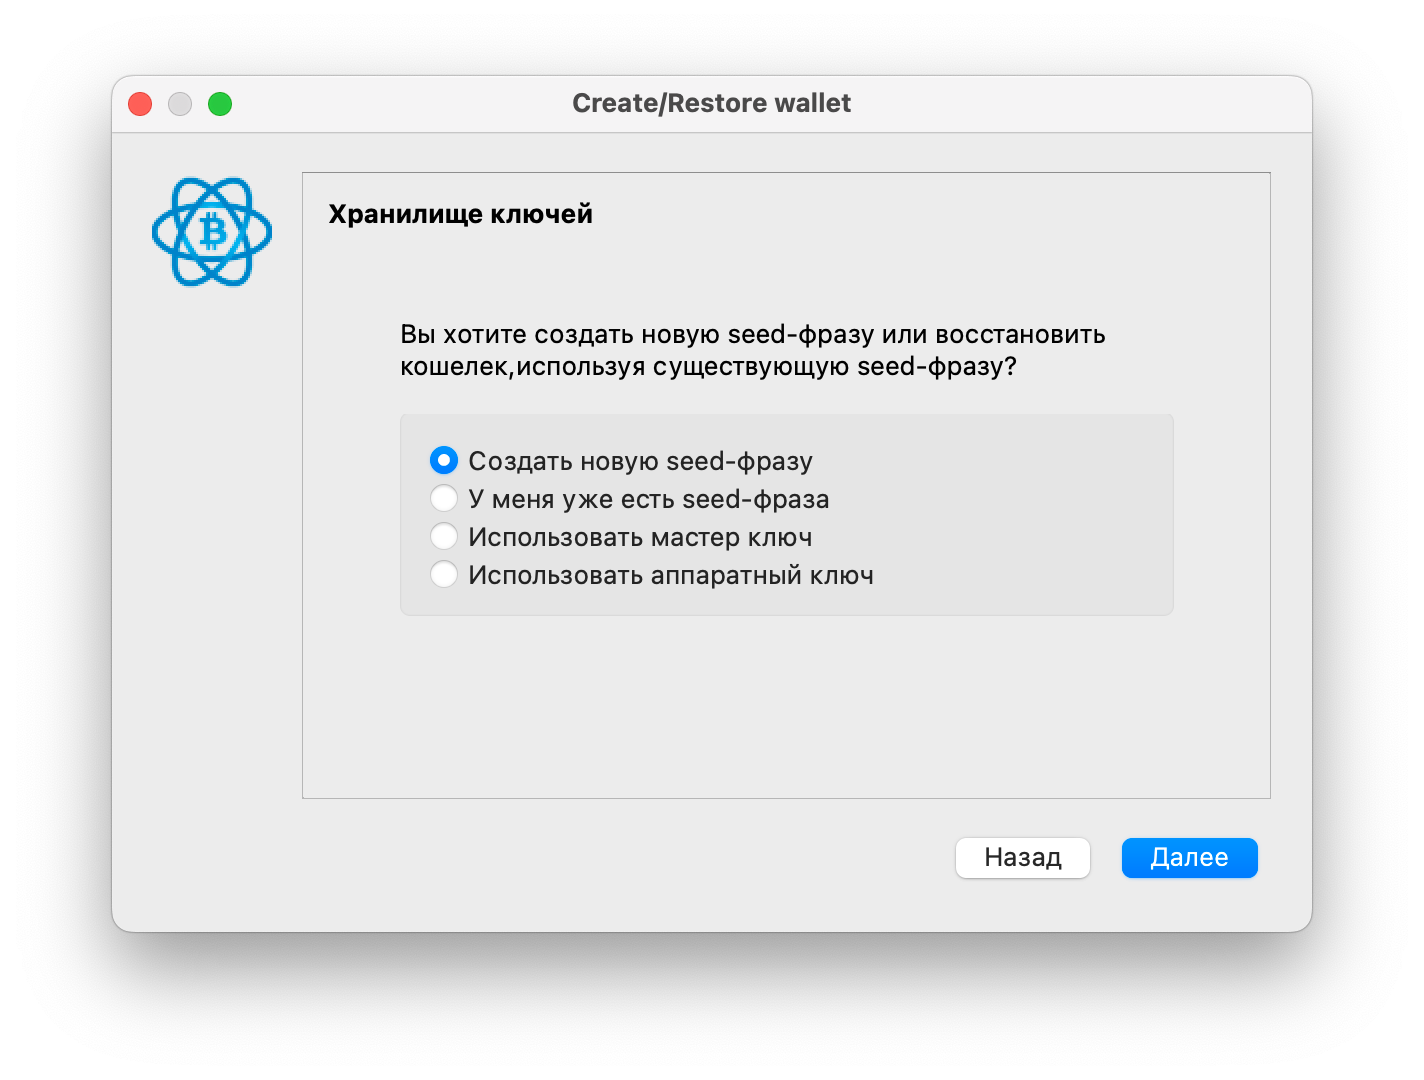 Create/Restore wallet
Хранилище ключей
Вы хотите создать новую seed-фразу или восстановить
кошелек,используя существующую seed-фразу?
Создать новую seed-фразу
У меня уже есть seed-фраза
Использовать мастер ключ
Использовать аппаратный ключ
Назад
Далее